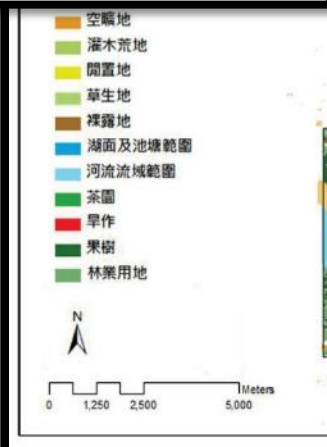 空曠地
灌木荒地
閒置地
草生地
裸露地
湖面及池塘範圍
河流流域範圍
茶園
旱作
果樹
林業用地
N
Meters
0 1,250 2,500 5,000